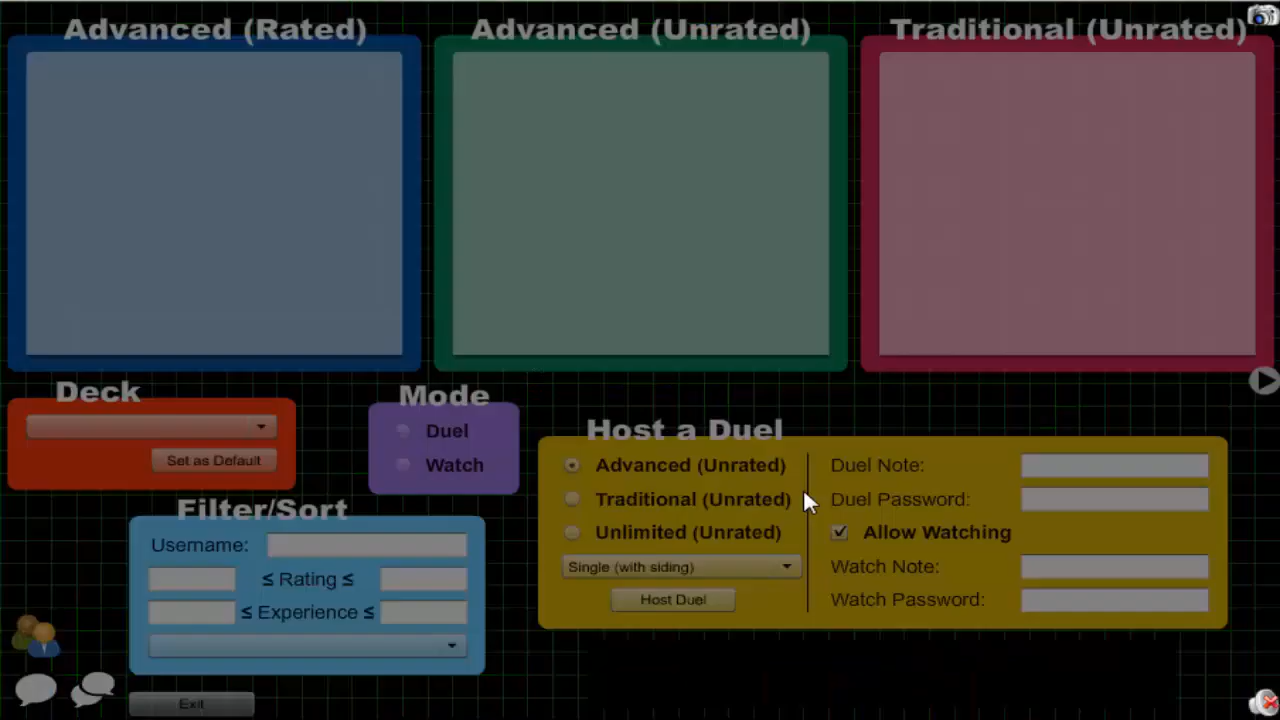 Advanced (Rated)
Advanced (Unrated)
Traditional (Unrated)
Deck
Set as Default
Mode
Duel
Watch
Filter/Sort
Username:
≤ Rating ≤
≤ Experience ≤
Exit
Host a Duel
Advanced (Unrated)
Traditional (Unrated)
Unlimited (Unrated)
Single (with siding)
Host Duel
Duel Note:
Duel Password:
Allow Watching
Watch Note:
Watch Password: